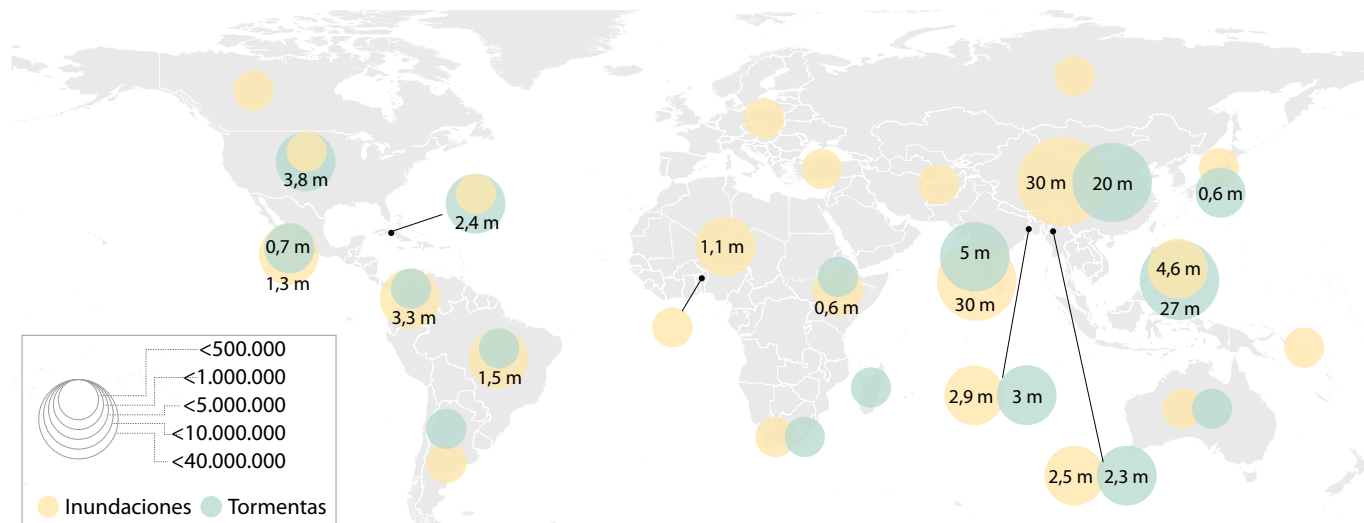 3,8 m
2,4 m
0,7 m
1,3 m
3,3 m
1,5 m
1,1 m
0,6 m
30 m
20 m
0,6 m
5 m
30 m
4,6 m
27 m
2,9 m
3 m
2,5 m
2,3 m
<500.000
<1.000.000
<5.000.000
<10.000.000
<40.000.000
Inundaciones
Tormentas